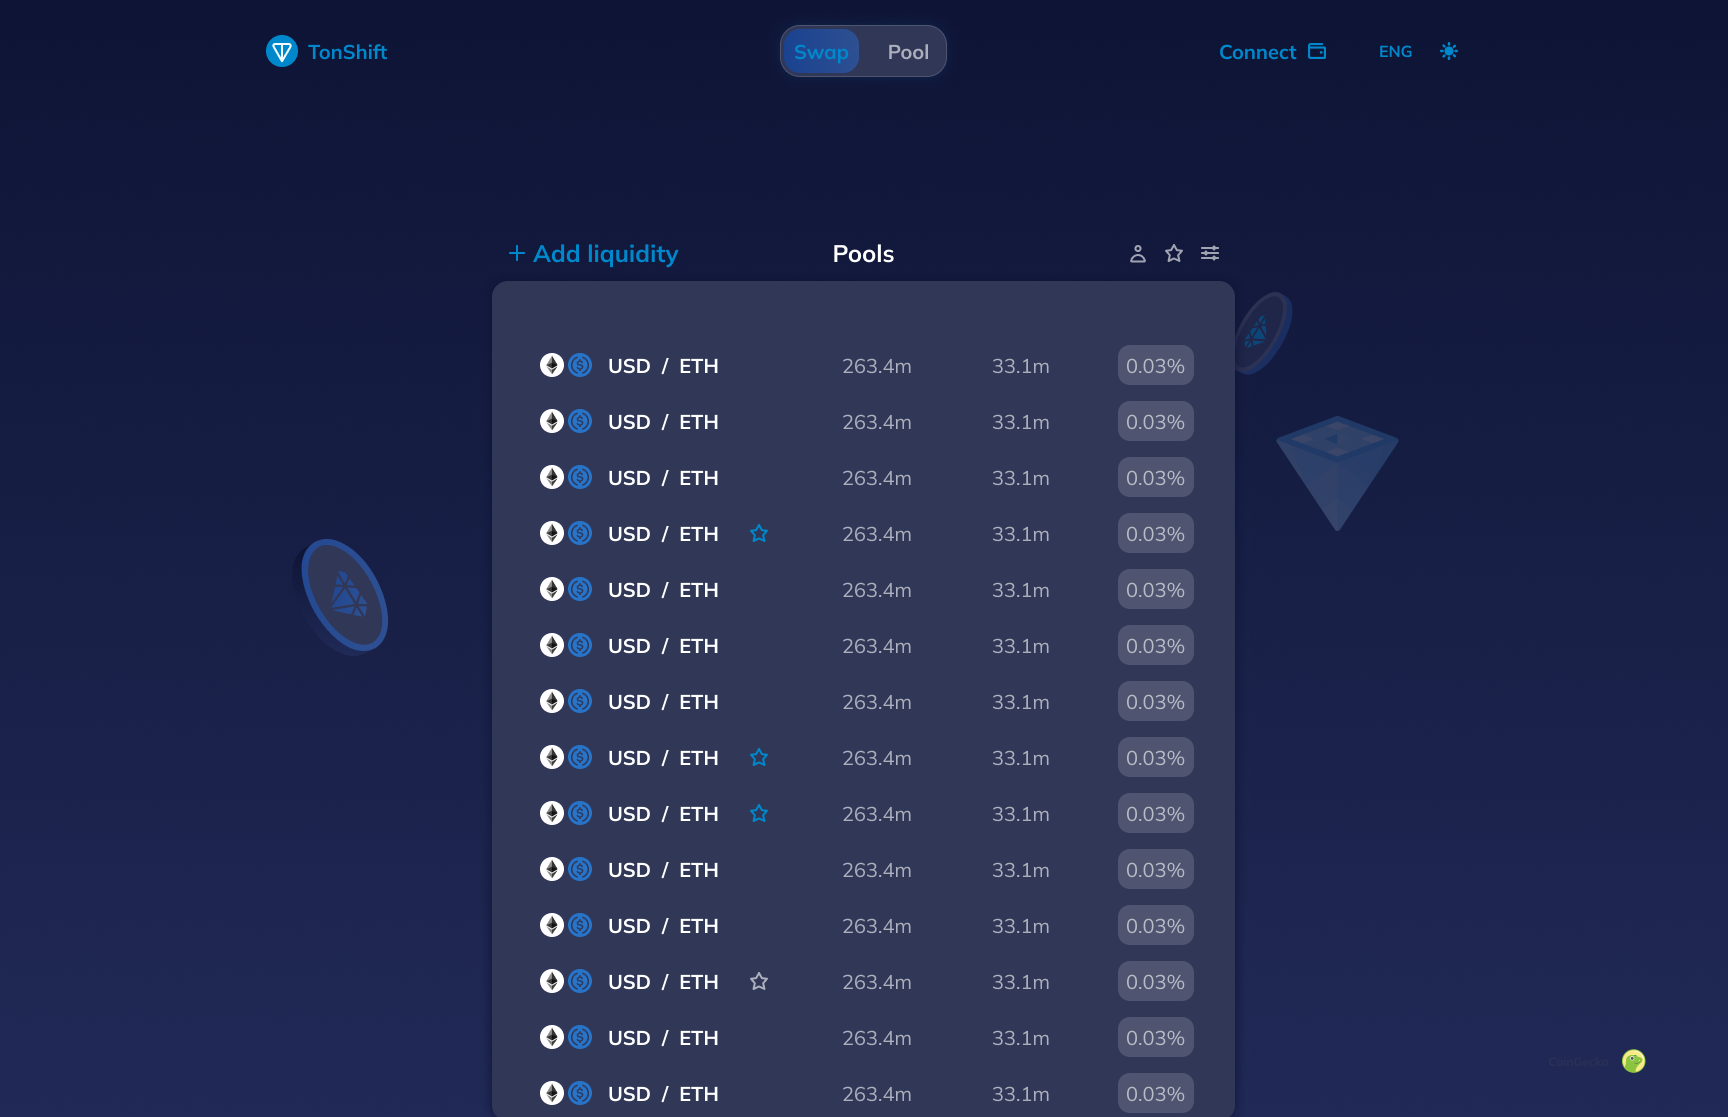 TonShift Swap Pool Connect ENG
+ Add liquidity Pools
USD / ETH 263.4m 33.1m 0.03%
USD / ETH 263.4m 33.1m 0.03%
USD / ETH 263.4m 33.1m 0.03%
USD / ETH 263.4m 33.1m 0.03%
USD / ETH 263.4m 33.1m 0.03%
USD / ETH 263.4m 33.1m 0.03%
USD / ETH 263.4m 33.1m 0.03%
USD / ETH 263.4m 33.1m 0.03%
USD / ETH 263.4m 33.1m 0.03%
USD / ETH 263.4m 33.1m 0.03%
USD / ETH 263.4m 33.1m 0.03%
USD / ETH 263.4m 33.1m 0.03%
USD / ETH 263.4m 33.1m 0.03%
CoinGecko
USD / ETH 263.4m 33.1m 0.03%